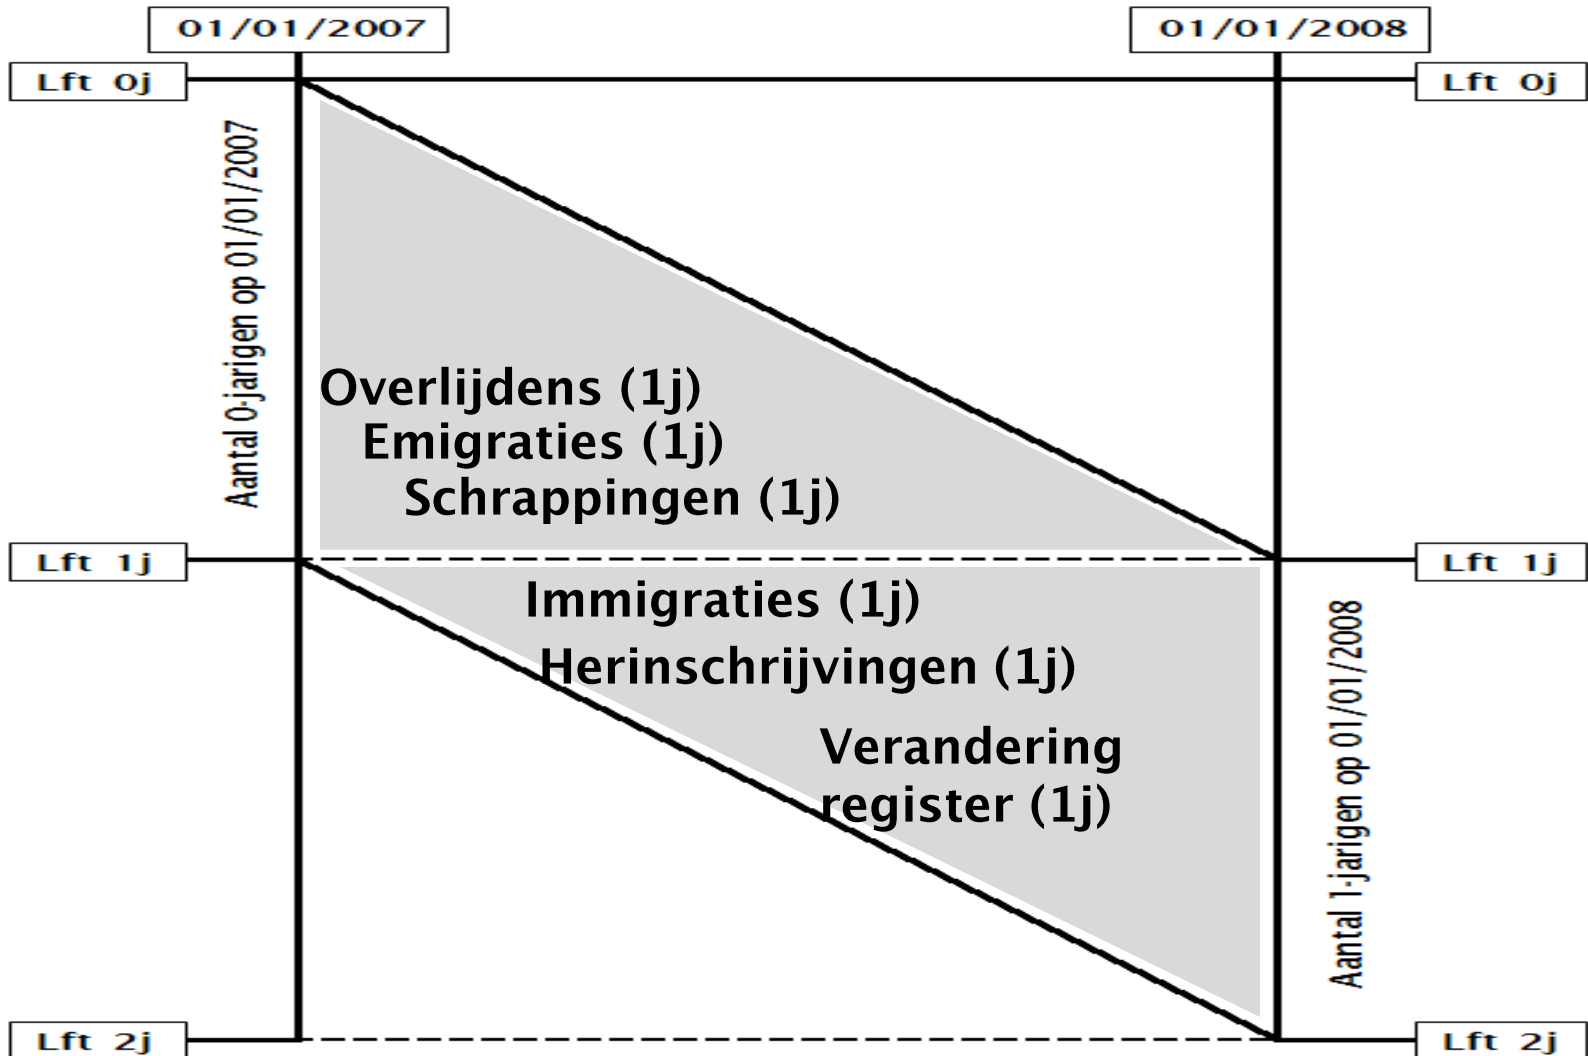 01/01/2007
01/01/2008
Lft 0j
Lft 0j
Aantal 0-jarigen op 01/01/2007
Overlijdens (1j)
Emigraties (1j)
Schrappingen (1j)
Lft 1j
Lft 1j
Immigraties (1j)
Herinschrijvingen (1j)
Verandering
register (1j)
Aantal 1-jarigen op 01/01/2008
Lft 2j
Lft 2j